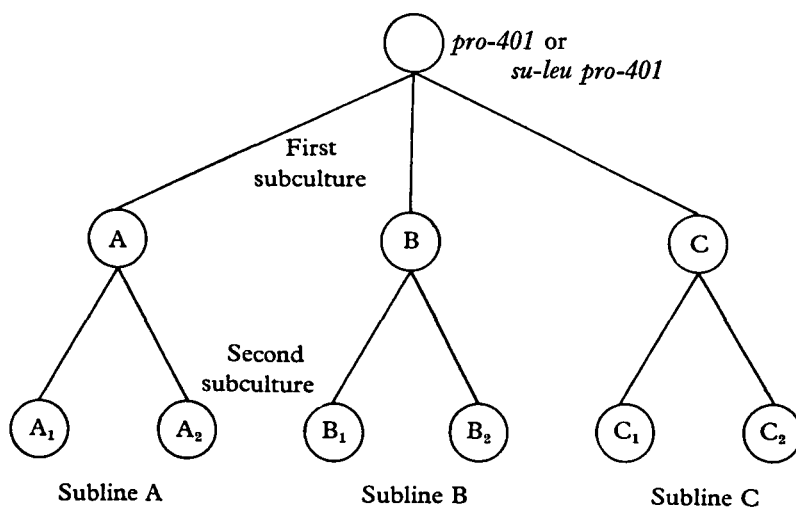 pro-401 or
su-leu pro-401
First
subculture
A
B
C
Second
subculture
A₁
A₂
B₁
B₂
C₁
C₂
Subline A
Subline B
Subline C